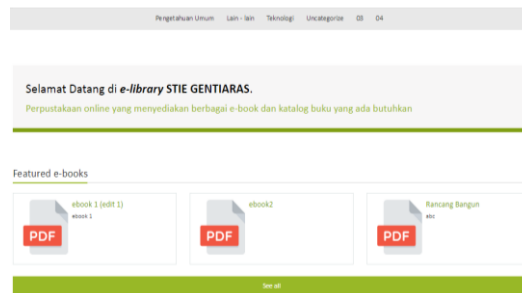 Pengetahuan Umum Lain - lain Teknologi Uncategorize 03 04
Selamat Datang di e-library STIE GENTIARAS.
Perpustakaan online yang menyediakan berbagai e-book dan katalog buku yang ada butuhkan
Featured e-books
ebook 1 (edit 1)
ebook 1
PDF
ebook2
PDF
Rancang Bangun
abc
PDF
See all